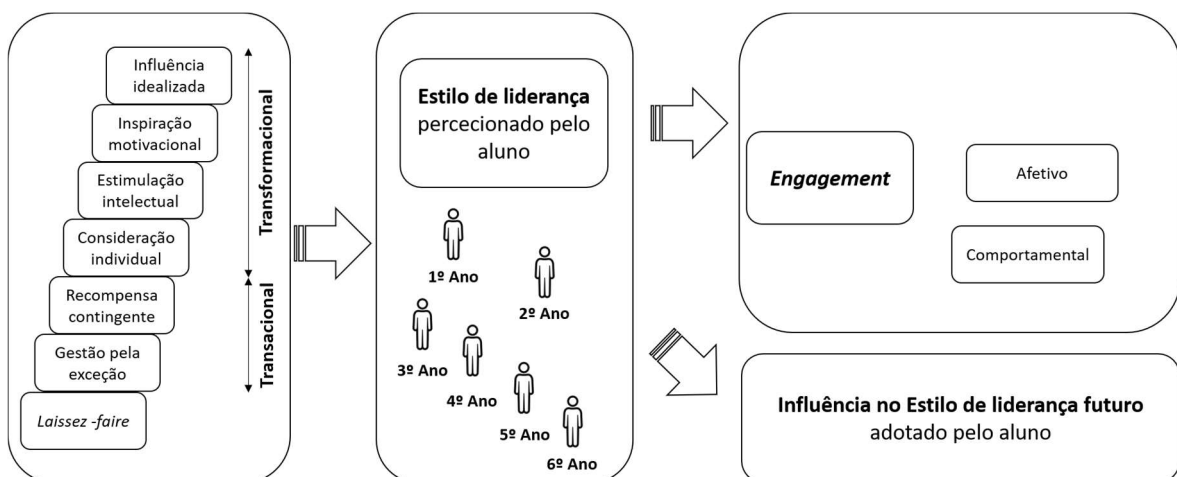 Influência
idealizada
Inspiração
motivacional
Estimulação
intelectual
Consideração
individual
Recompensa
contingente
Gestão pela
exceção
Laissez -faire
Transformacional
Transacional
Estilo de liderança
percecionado pelo
aluno
1º Ano
2º Ano
3º Ano
4º Ano
5º Ano
6º Ano
Engagement
Afetivo
Comportamental
Influência no Estilo de liderança futuro
adotado pelo aluno